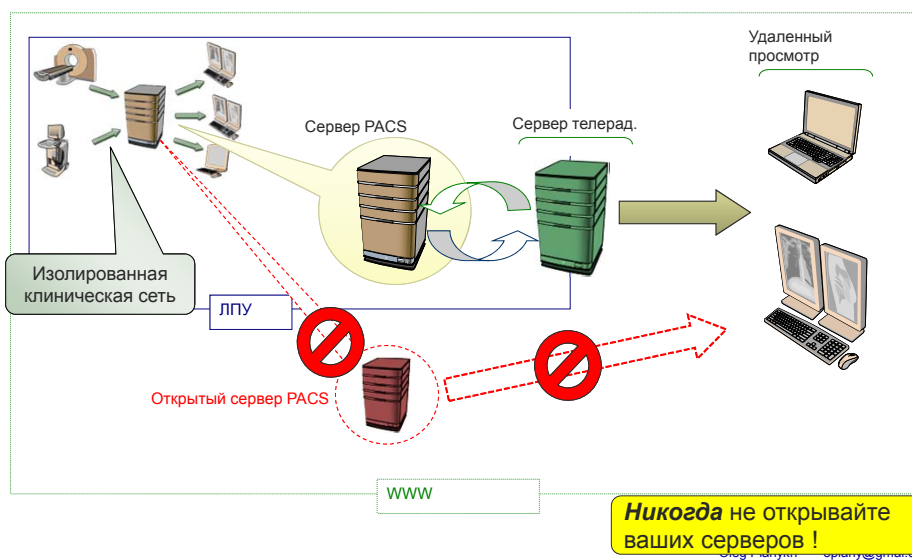 Удаленный
просмотр
Сервер PACS
Сервер телерад.
Изолированная
клиническая сеть
ЛПУ
Открытый сервер PACS
WWW
Никогда не открывайте
ваших серверов !